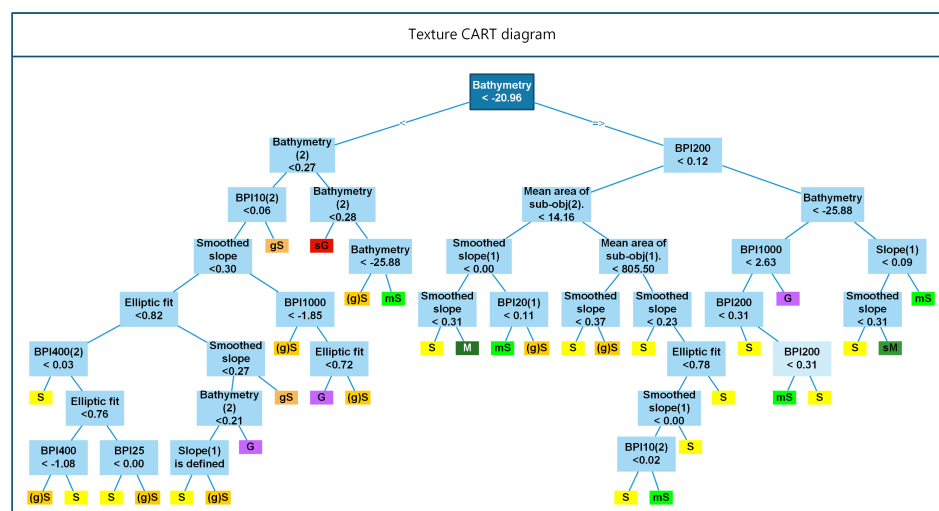 Texture CART diagram
Bathymetry
< -20.96
<
=>
Bathymetry
(2)
<0.27
BPI200
< 0.12
BPI10(2)
<0.06
Bathymetry
(2)
<0.28
Mean area of
sub-obj(2).
< 14.16
Bathymetry
< -25.88
Smoothed
slope
<0.30
gS
sG
Bathymetry
< -25.88
Smoothed
slope(1)
< 0.00
Mean area of
sub-obj(1).
< 805.50
BPI1000
< 2.63
Slope(1)
< 0.09
Elliptic fit
<0.82
BPI1000
< -1.85
(g)S
mS
Smoothed
slope
< 0.31
BPI20(1)
< 0.11
Smoothed
slope
< 0.37
Smoothed
slope
< 0.23
BPI200
< 0.31
G
Smoothed
slope
< 0.31
mS
BPI400(2)
< 0.03
Smoothed
slope
<0.27
(g)S
Elliptic fit
<0.72
S
M
mS
(g)S
S
(g)S
S
Elliptic fit
<0.78
S
BPI200
< 0.31
S
sM
S
Elliptic fit
<0.76
Bathymetry
(2)
<0.21
gS
G
(g)S
Smoothed
slope(1)
< 0.00
S
mS
S
BPI400
< -1.08
BPI25
< 0.00
Slope(1)
is defined
G
BPI10(2)
<0.02
S
(g)S
S
S
(g)S
S
(g)S
S
mS